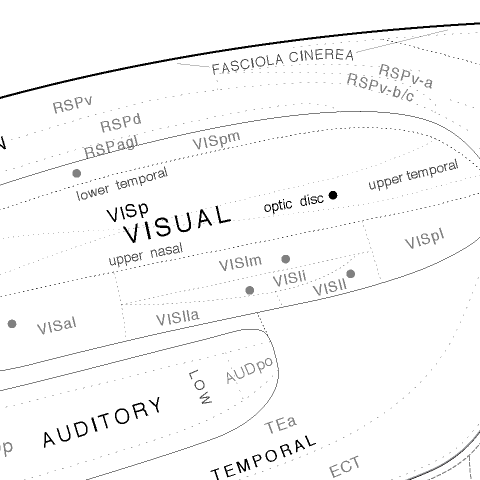 FASCIOLA CINEREA
RSPv-a
RSPv-b/c
RSPv
RSPd
RSPagl
VISpm
N
lower temporal
upper temporal
VISp
optic disc
VISUAL
upper nasal
VISlm
VISpl
VISli
VISll
VISlla
VISal
AUDpo
LOW
AUDITORY
p
TEa
TEMPORAL
ECT